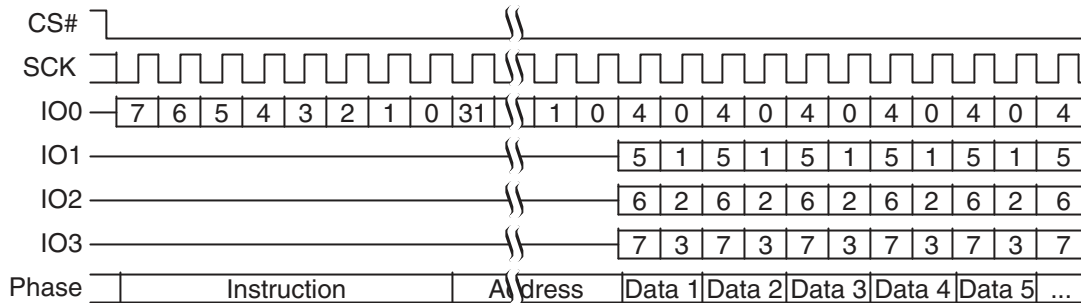 CS#
SCK
IO0 7 6 5 4 3 2 1 0 31 1 0 4 0 4 0 4 0 4 0 4 0 4
IO1 5 1 5 1 5 1 5 1 5 1 5
IO2 6 2 6 2 6 2 6 2 6 2 6
IO3 7 3 7 3 7 3 7 3 7 3 7
Phase Instruction Address Data 1 Data 2 Data 3 Data 4 Data 5 ...